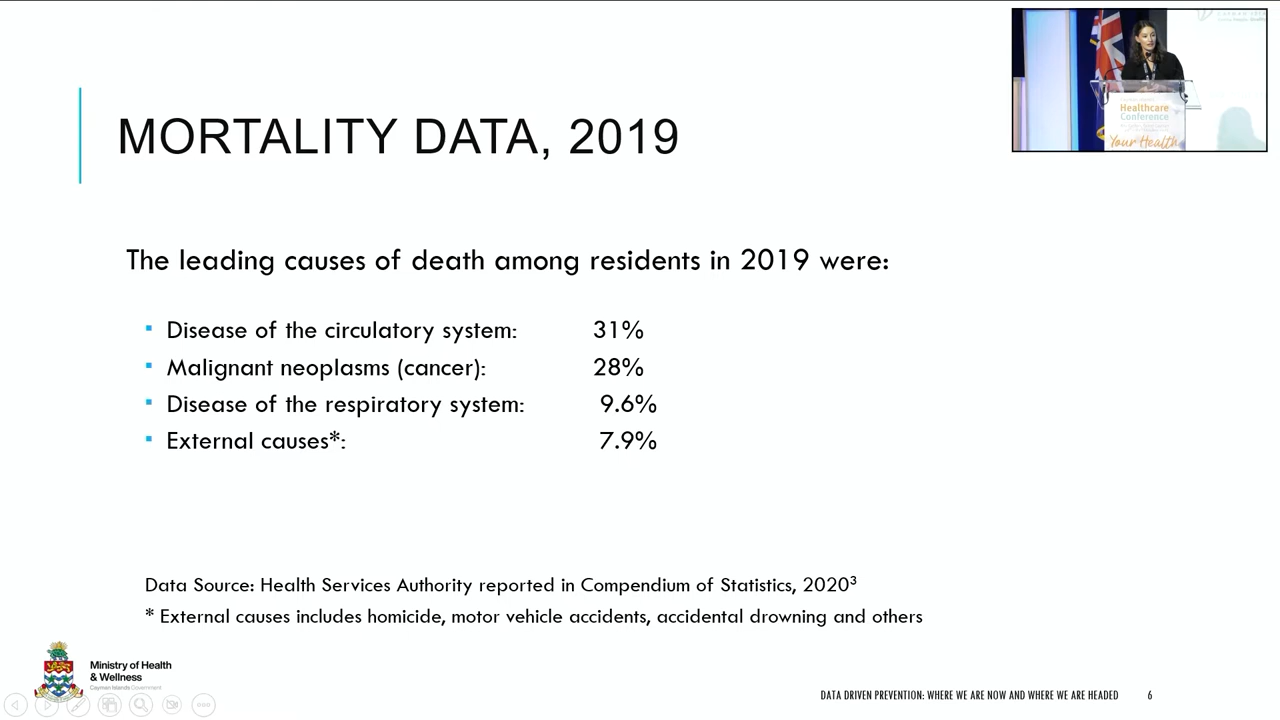 MORTALITY DATA, 2019
Healthcare
Conference
Your Health
The leading causes of death among residents in 2019 were:
▪ Disease of the circulatory system: 31%
▪ Malignant neoplasms (cancer): 28%
▪ Disease of the respiratory system: 9.6%
▪ External causes*: 7.9%
Data Source: Health Services Authority reported in Compendium of Statistics, 2020³
* External causes includes homicide, motor vehicle accidents, accidental drowning and others
Ministry of Health
& Wellness
Cayman Islands Government
DATA DRIVEN PREVENTION: WHERE WE ARE NOW AND WHERE WE ARE HEADED 6